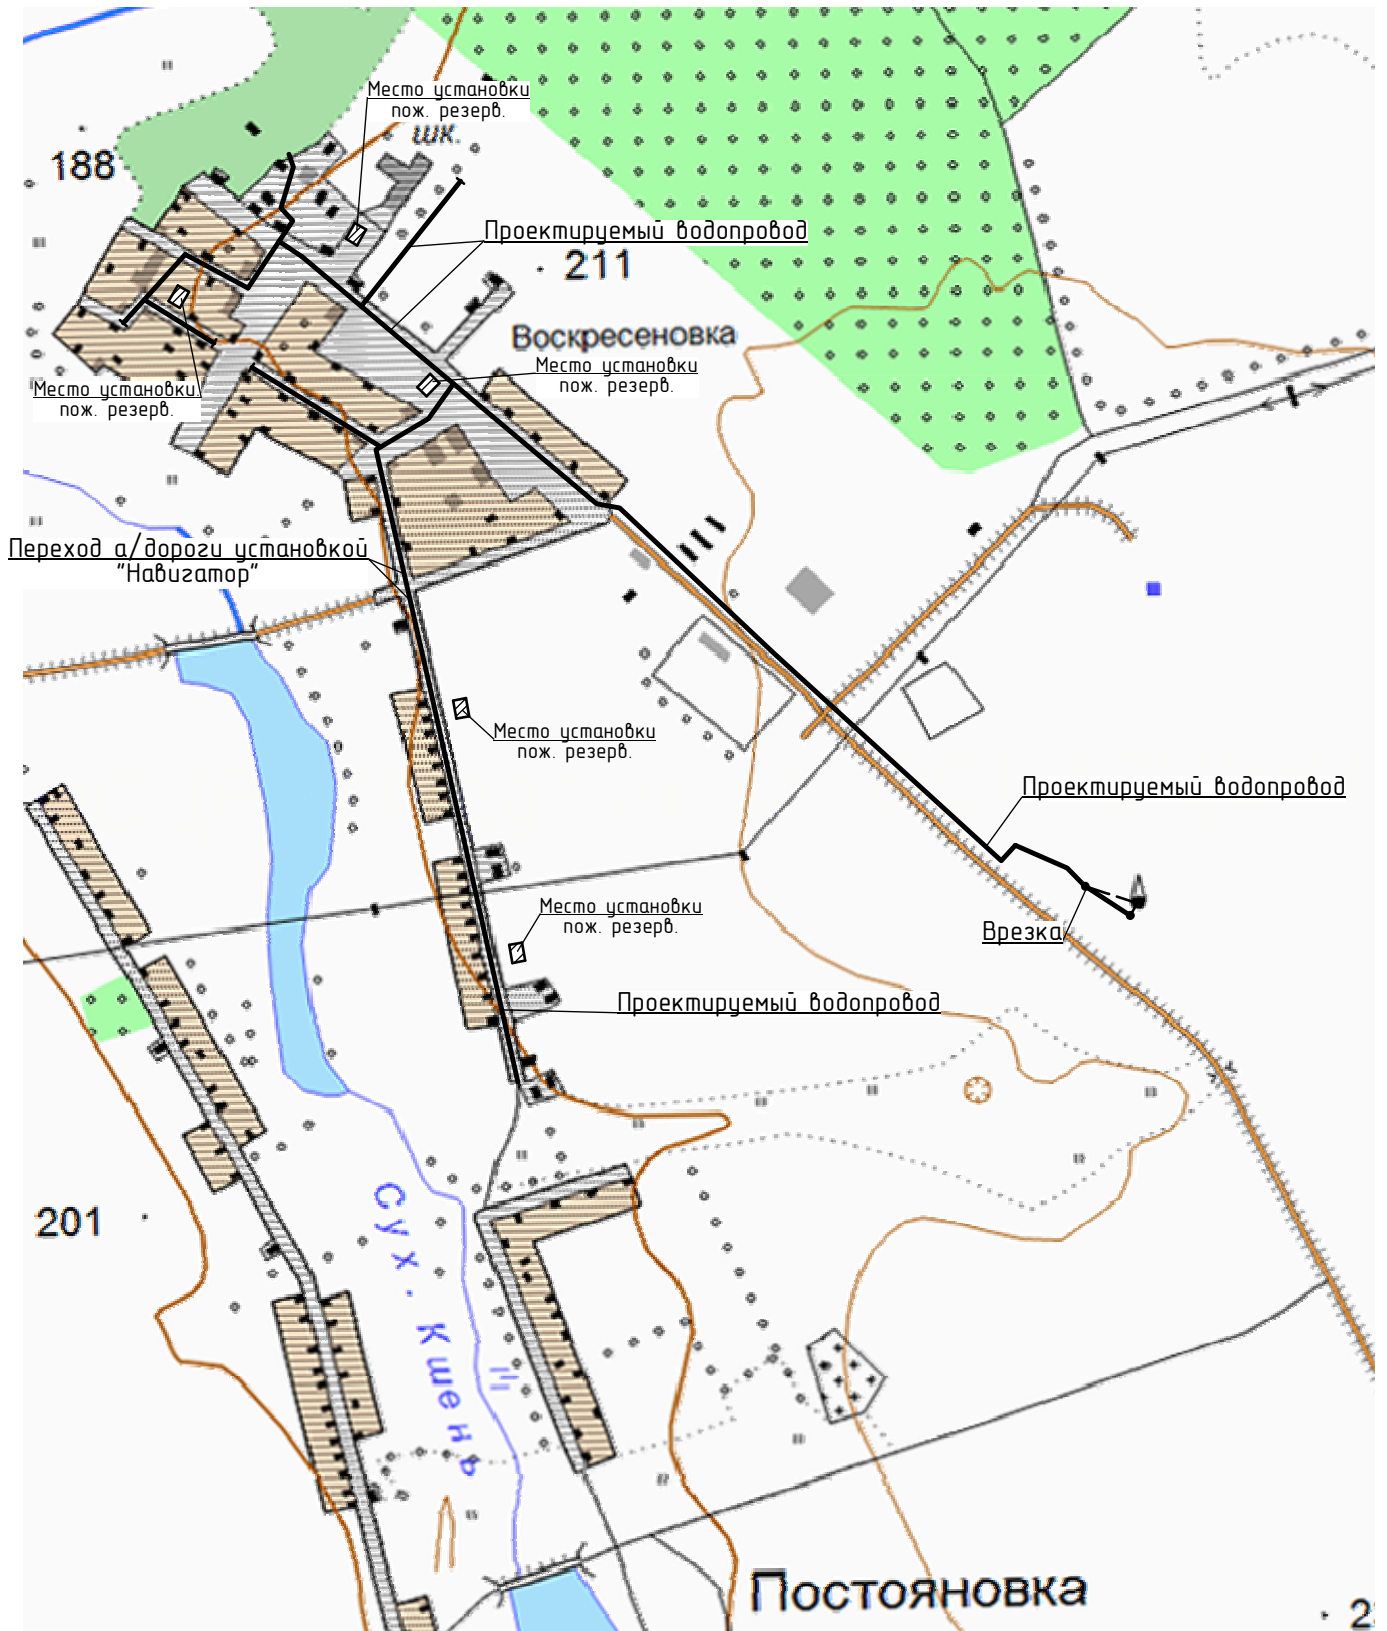 Место установки
пож. резерв.
шк.
188
Проектируемый водопровод
211
Воскресеновка
Место установки
пож. резерв.
Место установки
пож. резерв.
Переход а/дороги установкой
"Навигатор"
Место установки
пож. резерв.
Проектируемый водопровод
Место установки
пож. резерв.
Врезка
Проектируемый водопровод
201
Сух. Кшень
Постояновка